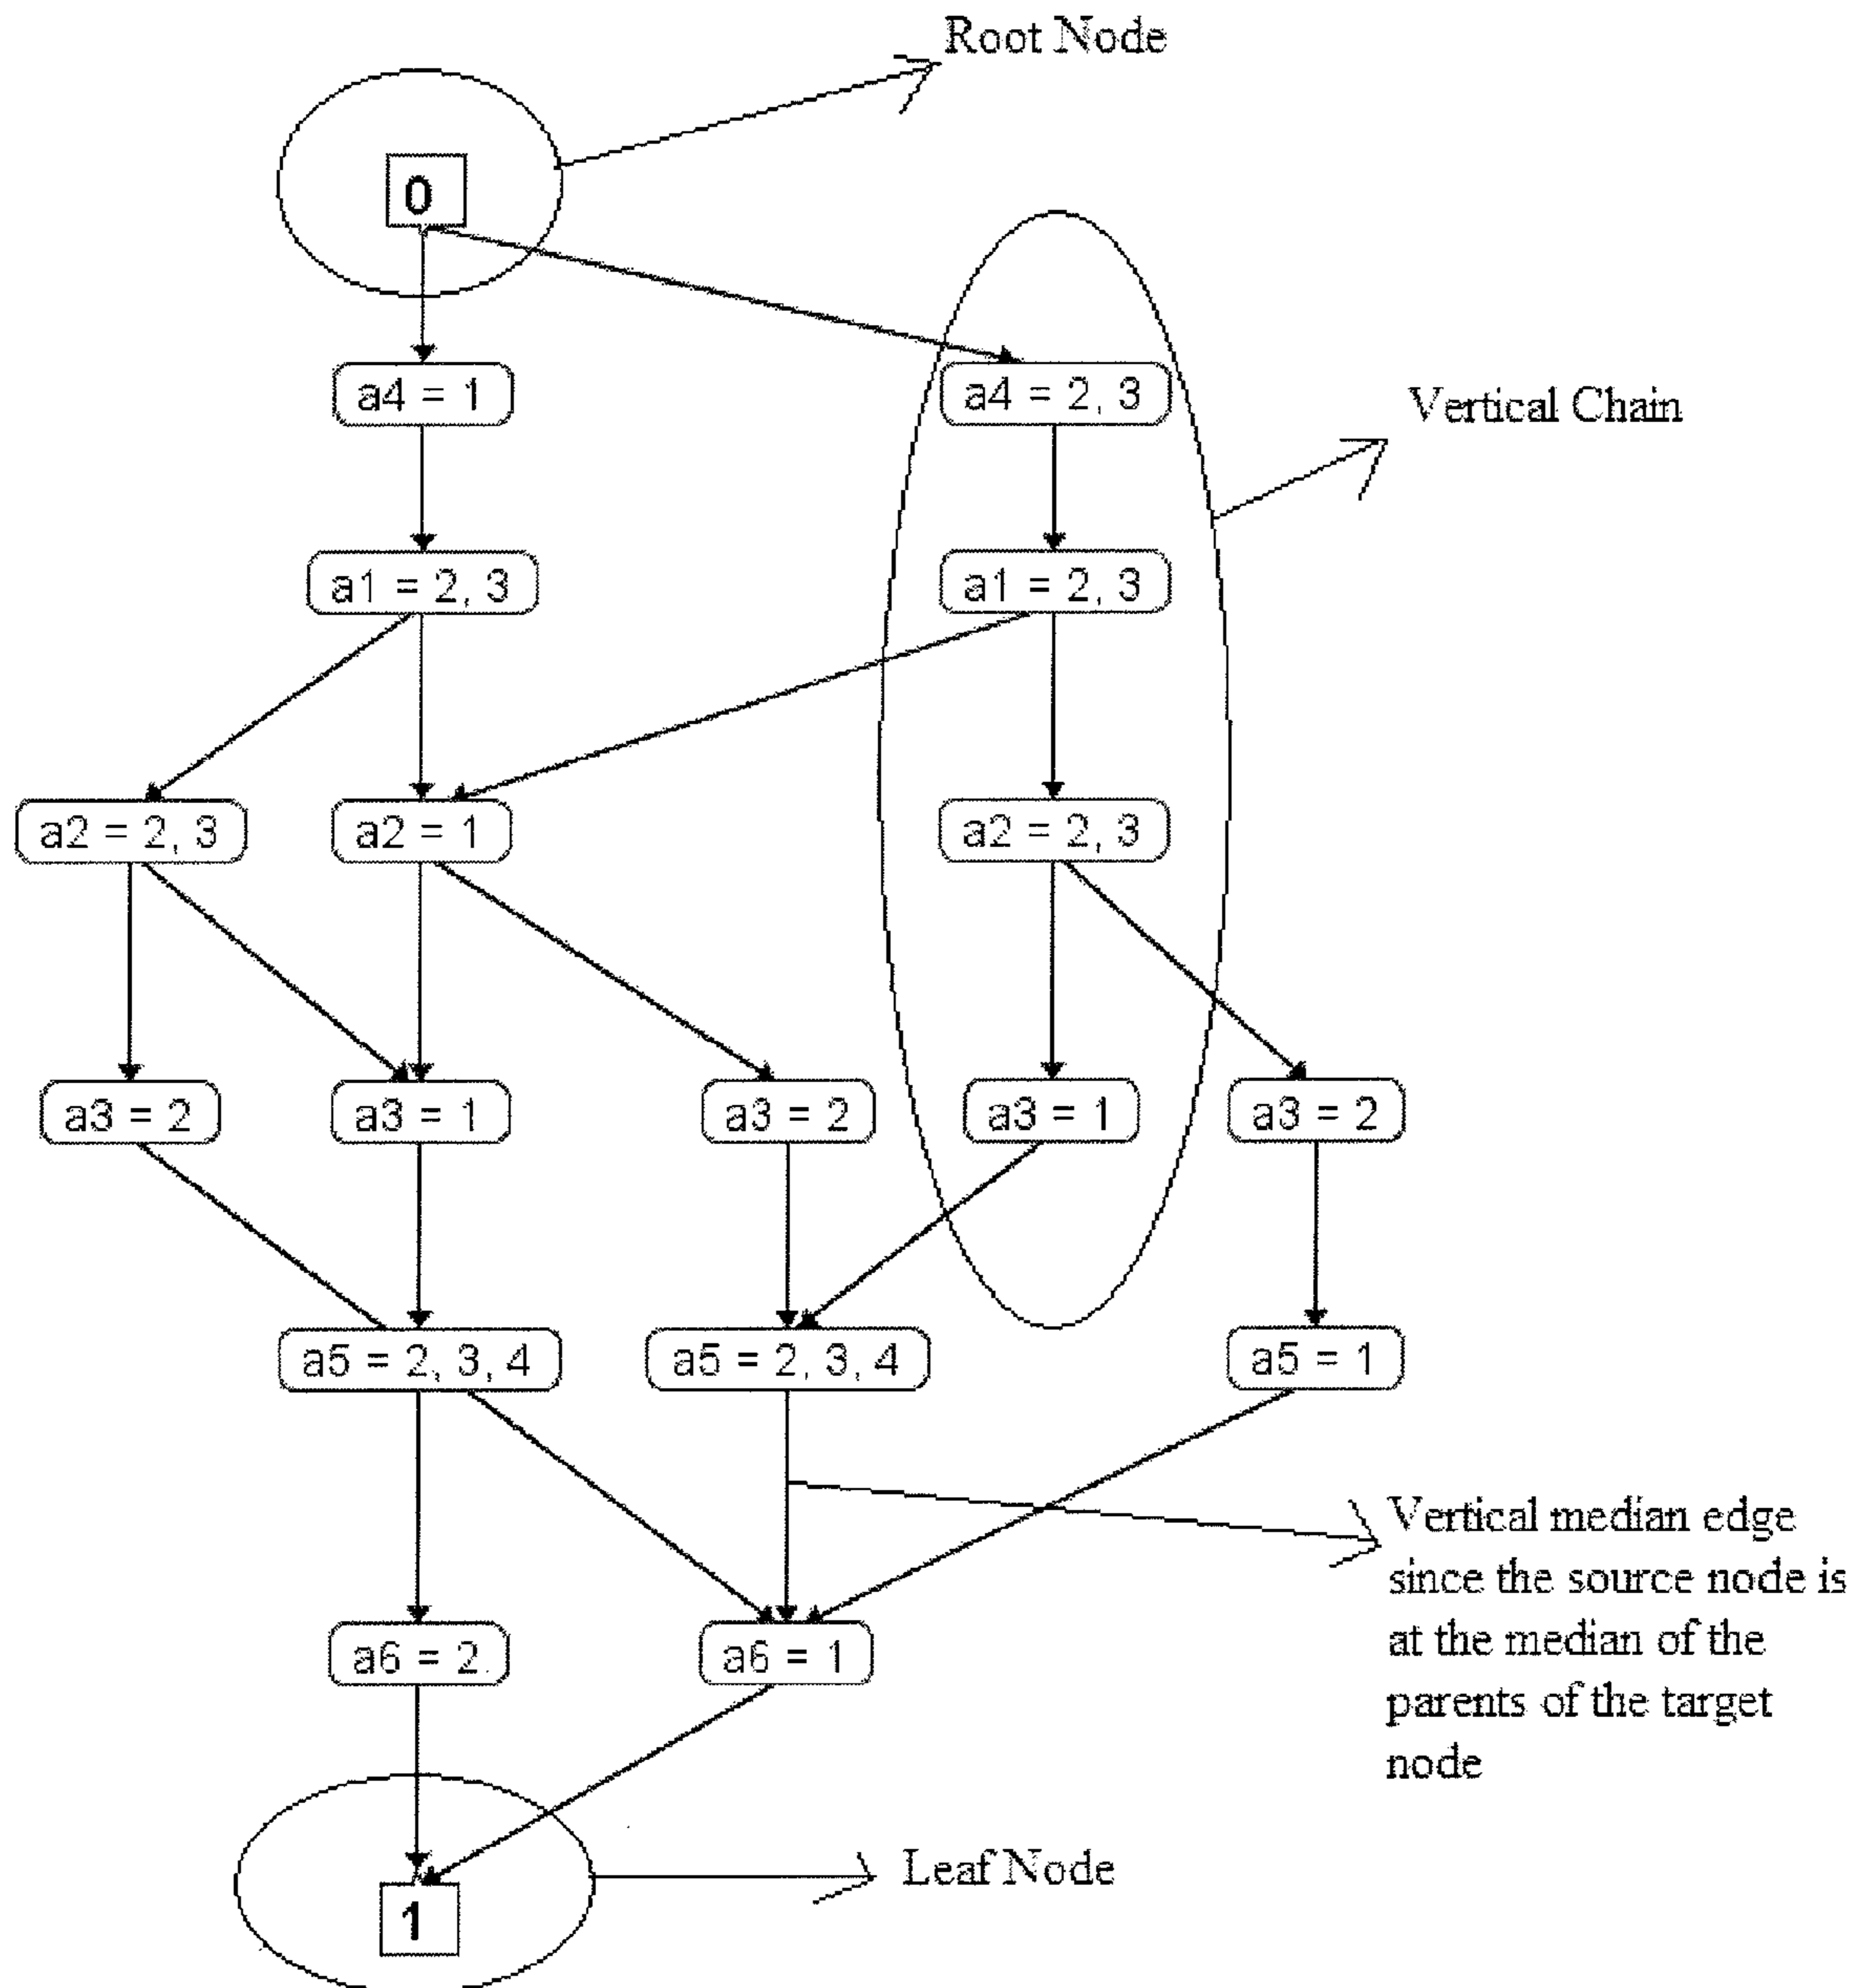 Root Node
0
a4 = 1
a4 = 2, 3
Vertical Chain
a1 = 2, 3
a1 = 2, 3
a2 = 2, 3
a2 = 1
a2 = 2, 3
a3 = 2
a3 = 1
a3 = 2
a3 = 1
a3 = 2
a5 = 2, 3, 4
a5 = 2, 3, 4
a5 = 1
Vertical median edge
since the source node is
at the median of the
parents of the target
node
a6 = 2
a6 = 1
Leaf Node
1